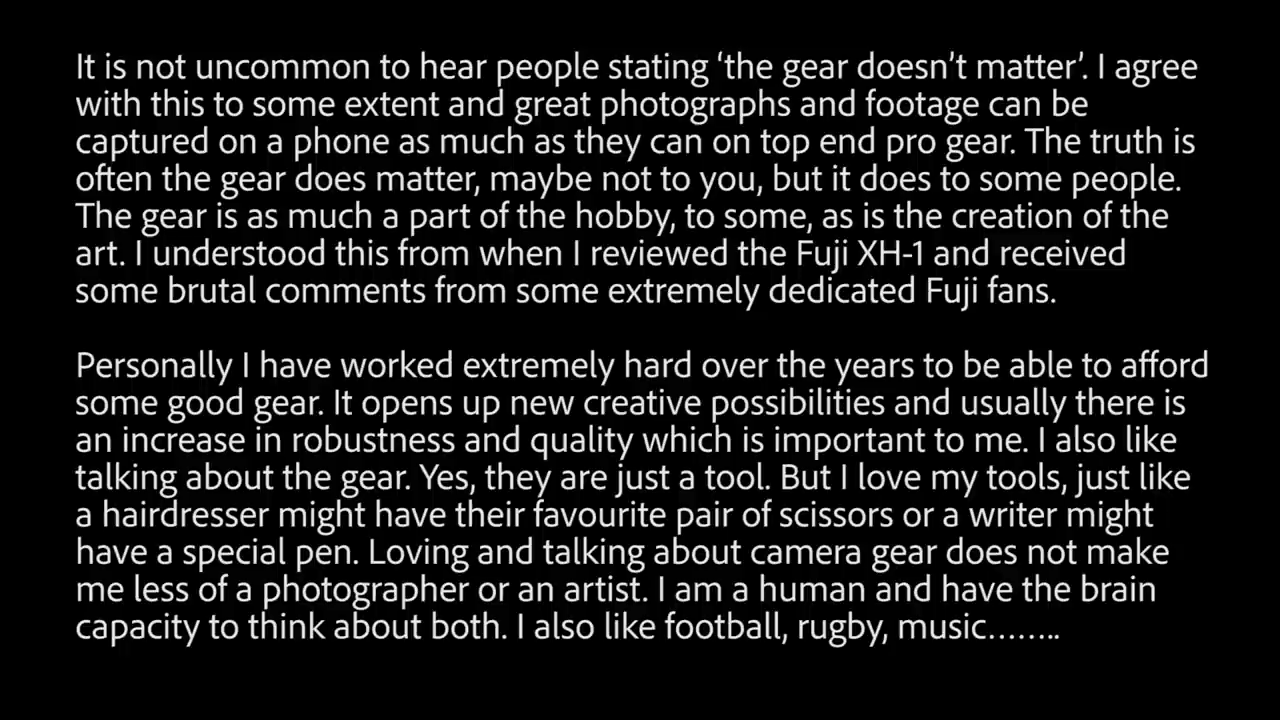 It is not uncommon to hear people stating ‘the gear doesn’t matter’. I agree
with this to some extent and great photographs and footage can be
captured on a phone as much as they can on top end pro gear. The truth is
often the gear does matter, maybe not to you, but it does to some people.
The gear is as much a part of the hobby, to some, as is the creation of the
art. I understood this from when I reviewed the Fuji XH-1 and received
some brutal comments from some extremely dedicated Fuji fans.
Personally I have worked extremely hard over the years to be able to afford
some good gear. It opens up new creative possibilities and usually there is
an increase in robustness and quality which is important to me. I also like
talking about the gear. Yes, they are just a tool. But I love my tools, just like
a hairdresser might have their favourite pair of scissors or a writer might
have a special pen. Loving and talking about camera gear does not make
me less of a photographer or an artist. I am a human and have the brain
capacity to think about both. I also like football, rugby, music……..